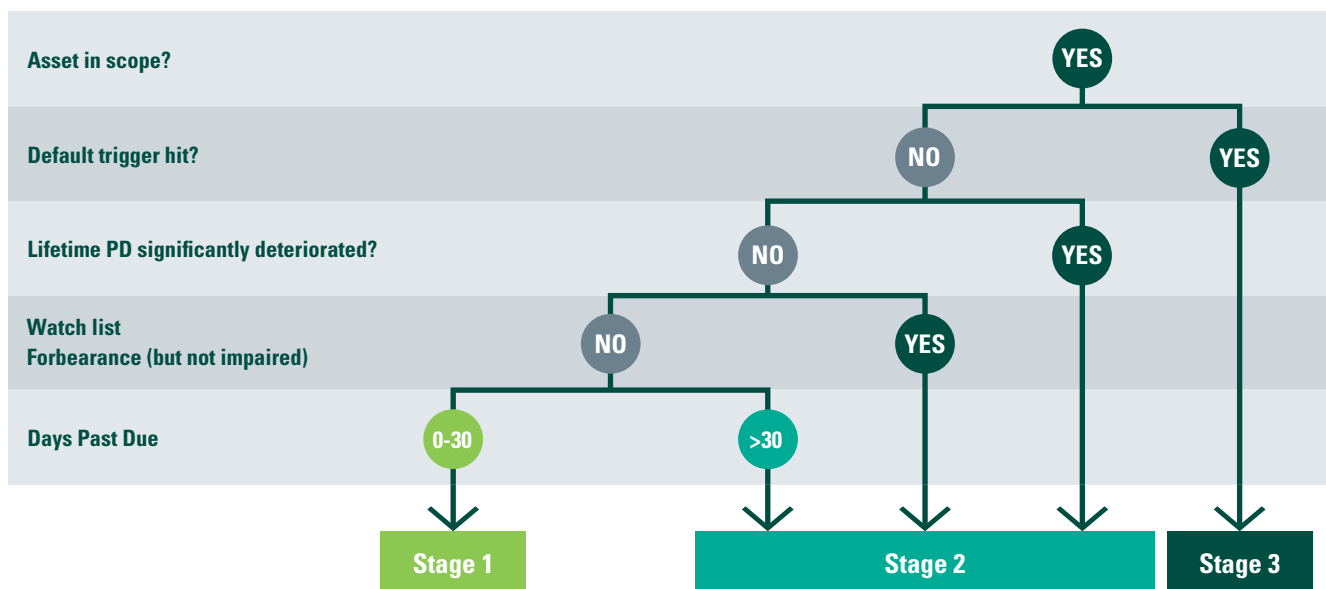 Asset in scope?
YES
Default trigger hit?
NO
YES
Lifetime PD significantly deteriorated?
NO
YES
Watch list
Forbearance (but not impaired)
NO
YES
Days Past Due
0-30
>30
Stage 1
Stage 2
Stage 3